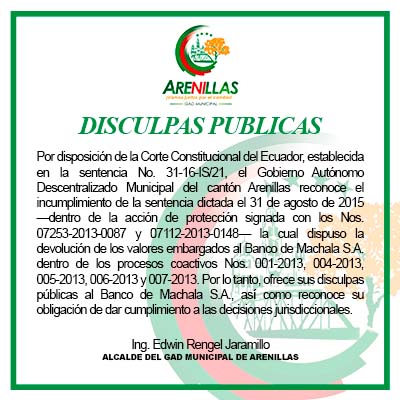 ARENILLAS
¡Vamos juntos por el cambio!
GAD MUNICIPAL
DISCULPAS PUBLICAS
Por disposición de la Corte Constitucional del Ecuador, establecida
en la sentencia No. 31-16-IS/21, el Gobierno Autónomo
Descentralizado Municipal del cantón Arenillas reconoce el
incumplimiento de la sentencia dictada el 31 de agosto de 2015
—dentro de la acción de protección signada con los Nos.
07253-2013-0087 y 07112-2013-0148— la cual dispuso la
devolución de los valores embargados al Banco de Machala S.A.
dentro de los procesos coactivos Nos. 001-2013, 004-2013,
005-2013, 006-2013 y 007-2013. Por lo tanto, ofrece sus disculpas
públicas al Banco de Machala S.A., así como reconoce su
obligación de dar cumplimiento a las decisiones jurisdiccionales.
Ing. Edwin Rengel Jaramillo
ALCALDE DEL GAD MUNICIPAL DE ARENILLAS